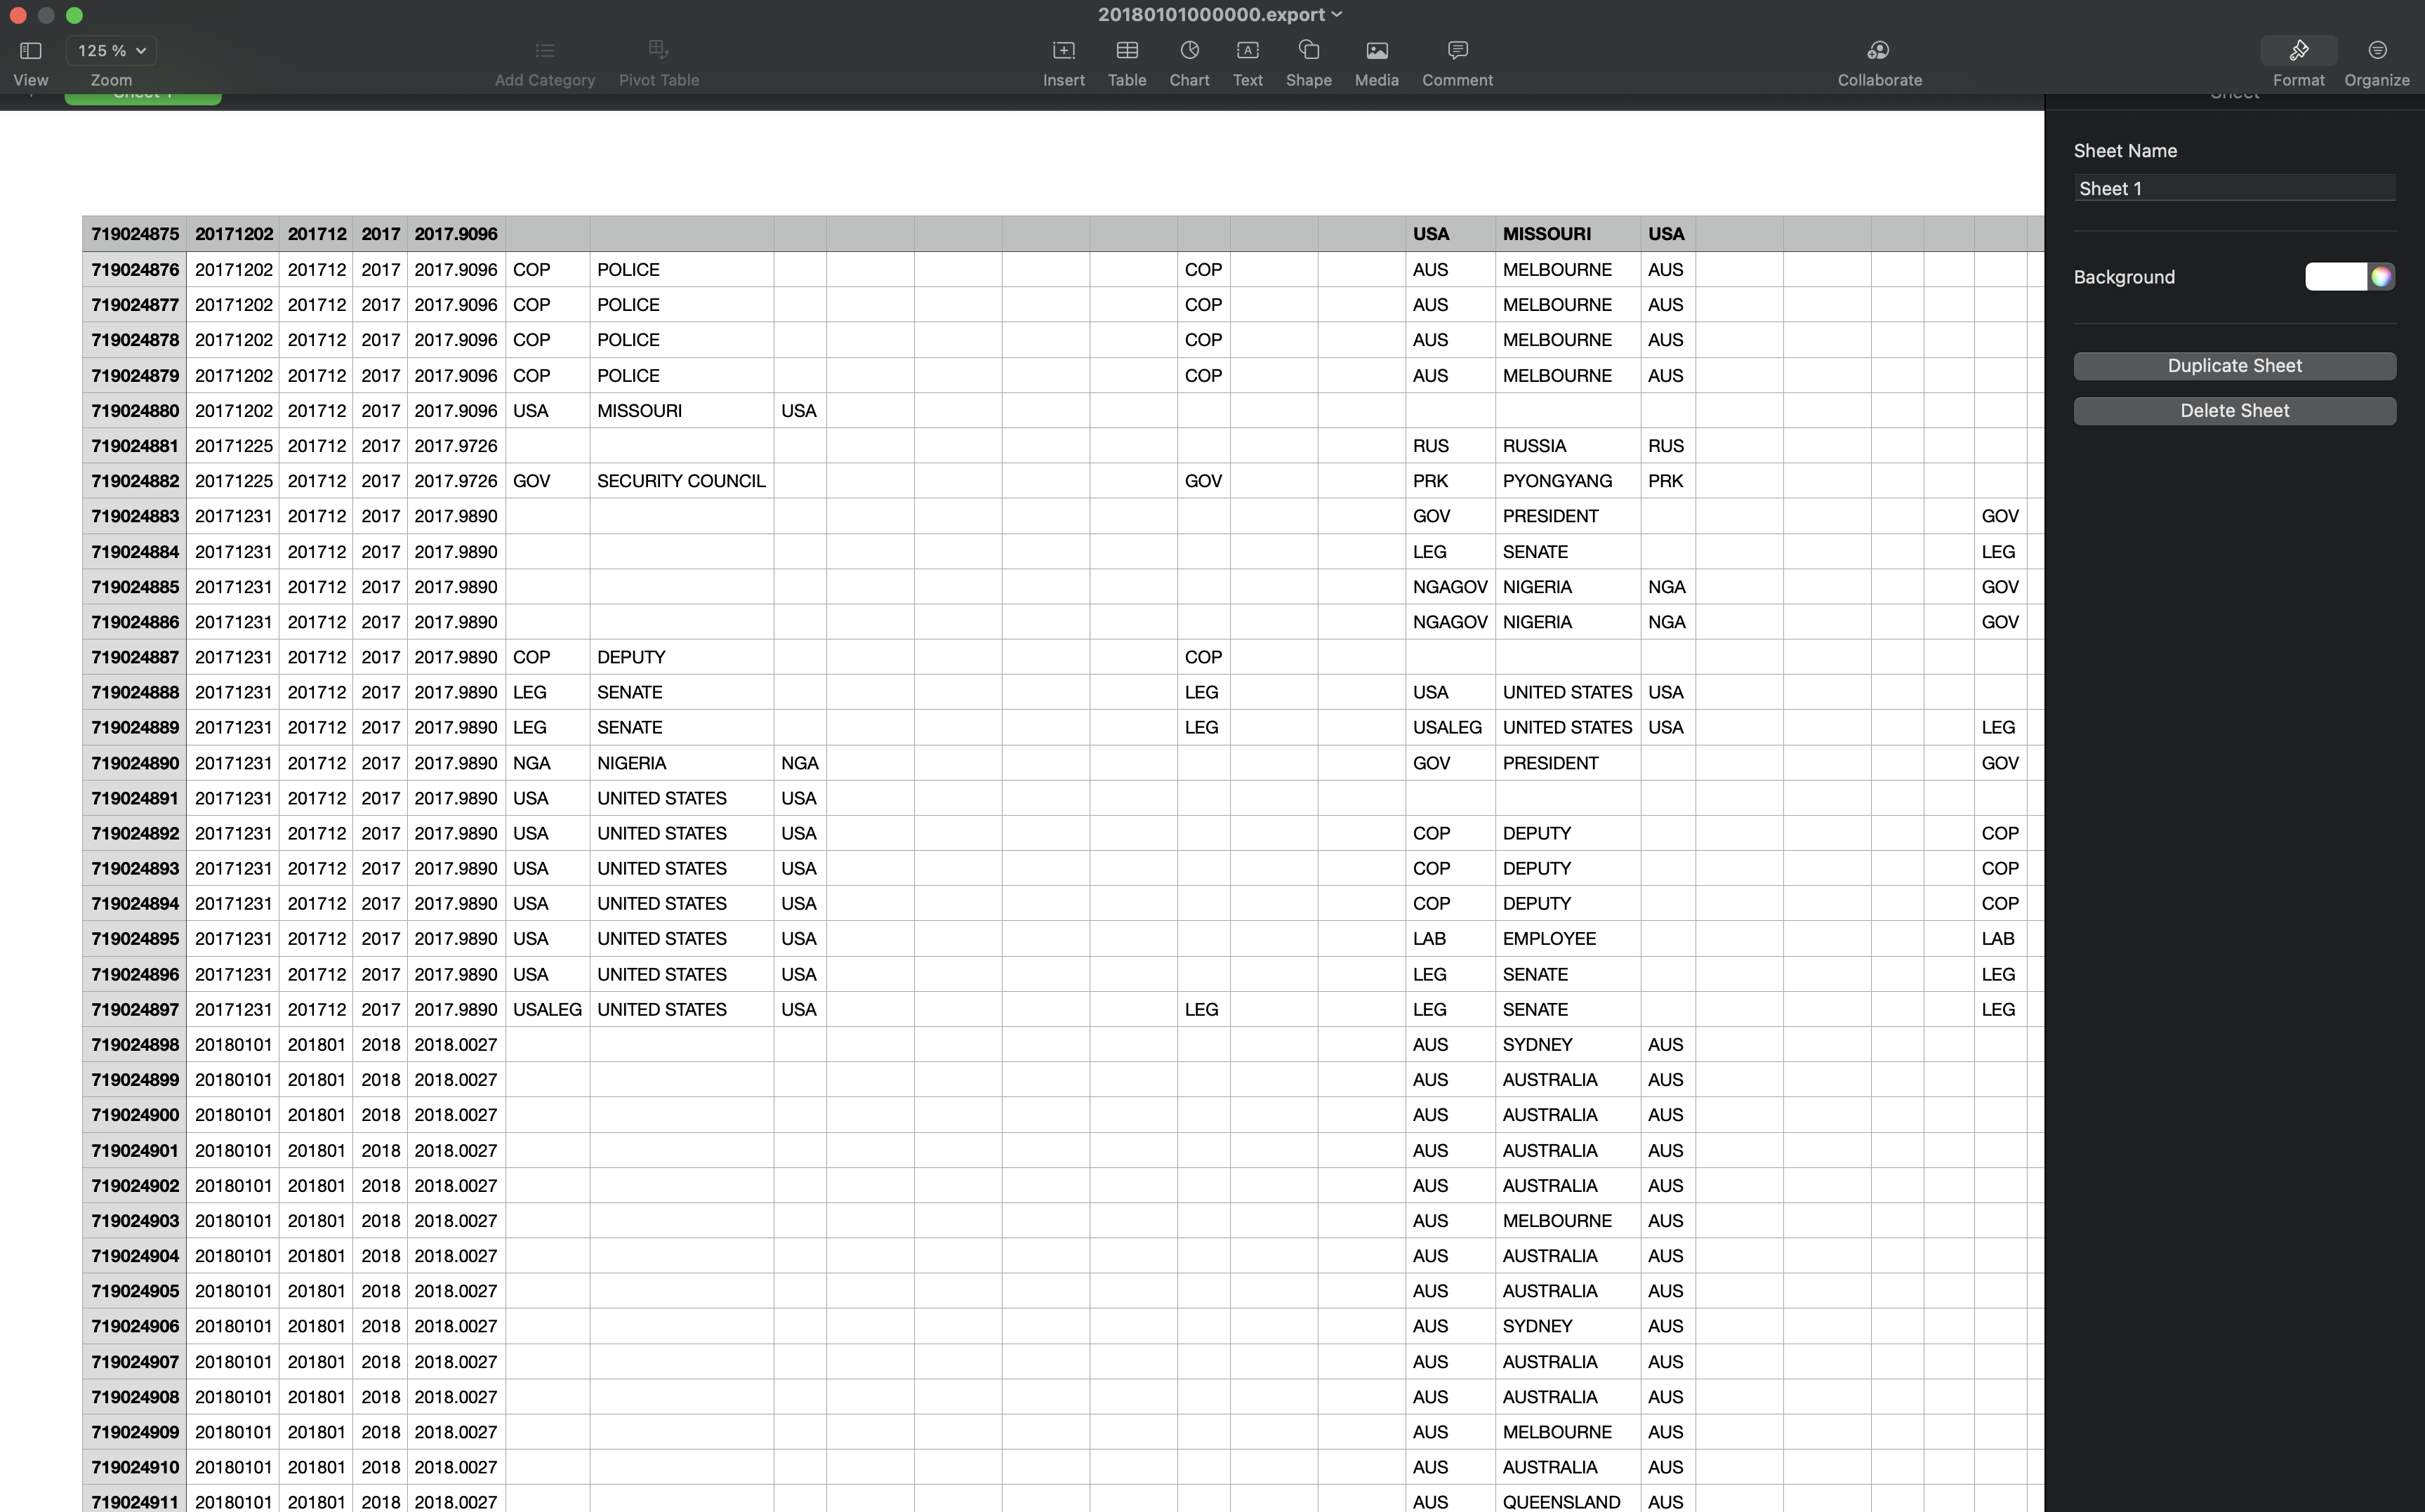 20180101000000.export
125 %
View Zoom Add Category Pivot Table Insert Table Chart Text Shape Media Comment Collaborate Format Organize
Sheet 1
Sheet
Sheet Name
Sheet 1
Background
Duplicate Sheet
Delete Sheet
719024875 20171202 201712 2017 2017.9096 USA MISSOURI USA
719024876 20171202 201712 2017 2017.9096 COP POLICE COP AUS MELBOURNE AUS
719024877 20171202 201712 2017 2017.9096 COP POLICE COP AUS MELBOURNE AUS
719024878 20171202 201712 2017 2017.9096 COP POLICE COP AUS MELBOURNE AUS
719024879 20171202 201712 2017 2017.9096 COP POLICE COP AUS MELBOURNE AUS
719024880 20171202 201712 2017 2017.9096 USA MISSOURI USA
719024881 20171225 201712 2017 2017.9726 RUS RUSSIA RUS
719024882 20171225 201712 2017 2017.9726 GOV SECURITY COUNCIL GOV PRK PYONGYANG PRK
719024883 20171231 201712 2017 2017.9890 GOV PRESIDENT GOV
719024884 20171231 201712 2017 2017.9890 LEG SENATE LEG
719024885 20171231 201712 2017 2017.9890 NGAGOV NIGERIA NGA GOV
719024886 20171231 201712 2017 2017.9890 NGAGOV NIGERIA NGA GOV
719024887 20171231 201712 2017 2017.9890 COP DEPUTY COP
719024888 20171231 201712 2017 2017.9890 LEG SENATE LEG USA UNITED STATES USA
719024889 20171231 201712 2017 2017.9890 LEG SENATE LEG USALEG UNITED STATES USA LEG
719024890 20171231 201712 2017 2017.9890 NGA NIGERIA NGA GOV PRESIDENT GOV
719024891 20171231 201712 2017 2017.9890 USA UNITED STATES USA
719024892 20171231 201712 2017 2017.9890 USA UNITED STATES USA COP DEPUTY COP
719024893 20171231 201712 2017 2017.9890 USA UNITED STATES USA COP DEPUTY COP
719024894 20171231 201712 2017 2017.9890 USA UNITED STATES USA COP DEPUTY COP
719024895 20171231 201712 2017 2017.9890 USA UNITED STATES USA LAB EMPLOYEE LAB
719024896 20171231 201712 2017 2017.9890 USA UNITED STATES USA LEG SENATE LEG
719024897 20171231 201712 2017 2017.9890 USALEG UNITED STATES USA LEG LEG SENATE LEG
719024898 20180101 201801 2018 2018.0027 AUS SYDNEY AUS
719024899 20180101 201801 2018 2018.0027 AUS AUSTRALIA AUS
719024900 20180101 201801 2018 2018.0027 AUS AUSTRALIA AUS
719024901 20180101 201801 2018 2018.0027 AUS AUSTRALIA AUS
719024902 20180101 201801 2018 2018.0027 AUS AUSTRALIA AUS
719024903 20180101 201801 2018 2018.0027 AUS MELBOURNE AUS
719024904 20180101 201801 2018 2018.0027 AUS AUSTRALIA AUS
719024905 20180101 201801 2018 2018.0027 AUS AUSTRALIA AUS
719024906 20180101 201801 2018 2018.0027 AUS SYDNEY AUS
719024907 20180101 201801 2018 2018.0027 AUS AUSTRALIA AUS
719024908 20180101 201801 2018 2018.0027 AUS AUSTRALIA AUS
719024909 20180101 201801 2018 2018.0027 AUS MELBOURNE AUS
719024910 20180101 201801 2018 2018.0027 AUS AUSTRALIA AUS
719024911 20180101 201801 2018 2018.0027 AUS QUEENSLAND AUS